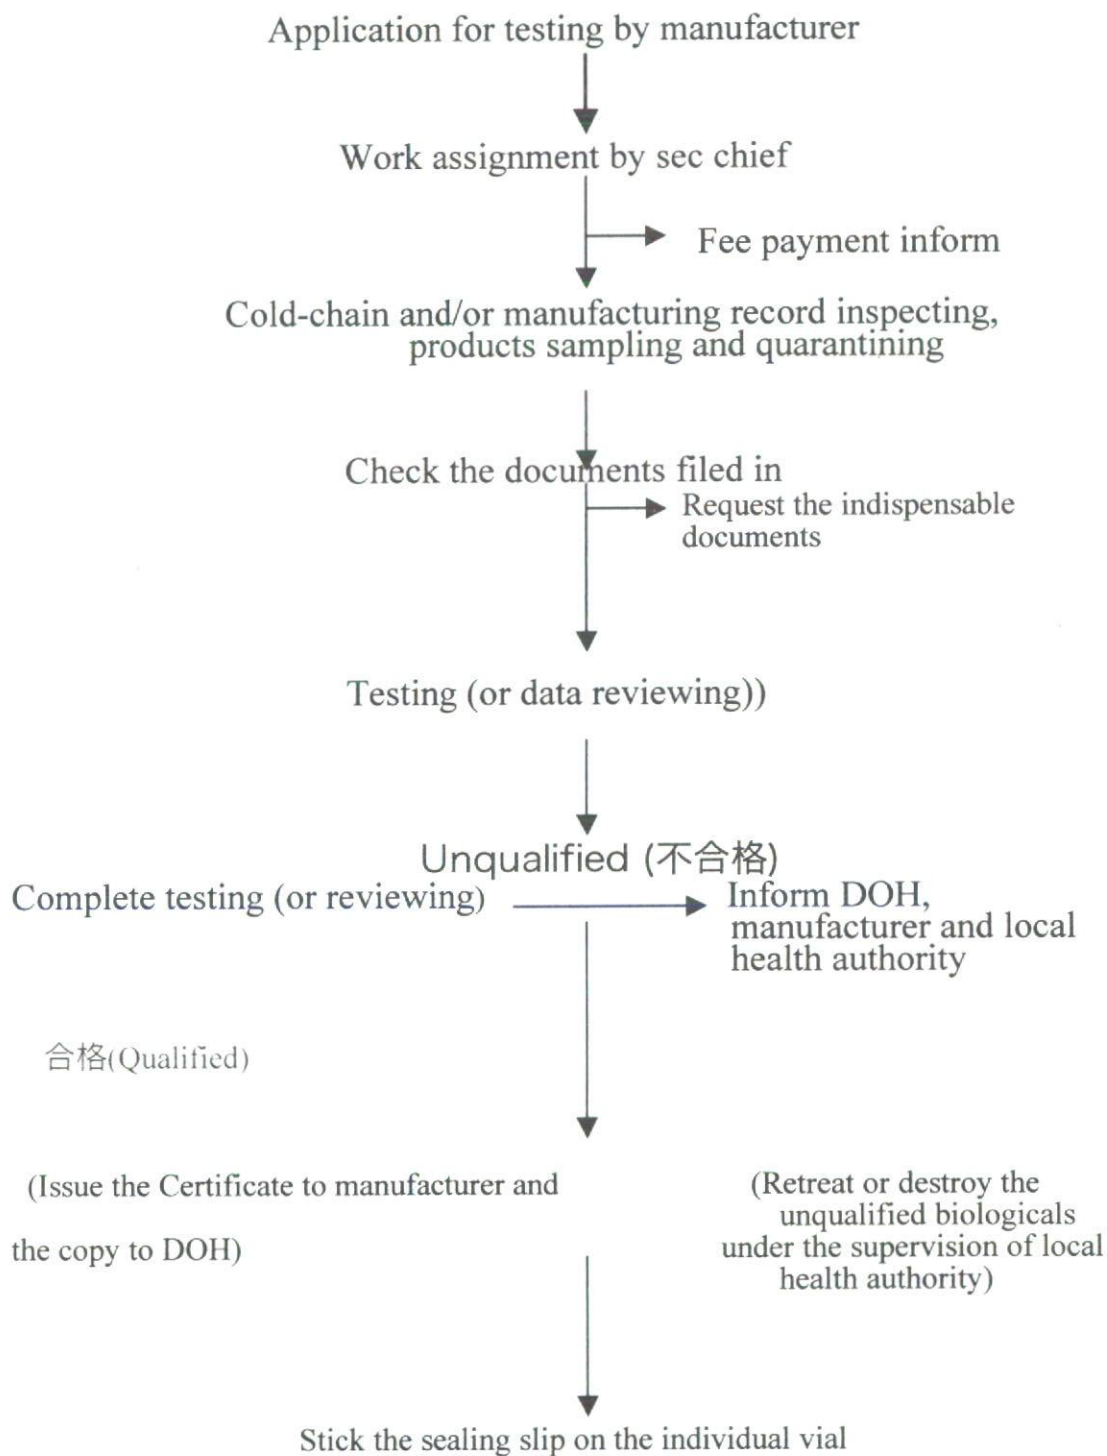 Application for testing by manufacturer
Work assignment by sec chief
Fee payment inform
Cold-chain and/or manufacturing record inspecting,
products sampling and quarantining
Check the documents filed in
Request the indispensable
documents
Testing (or data reviewing))
Unqualified (不合格)
Complete testing (or reviewing)
Inform DOH,
manufacturer and local
health authority
合格(Qualified)
(Issue the Certificate to manufacturer and
the copy to DOH)
(Retreat or destroy the
unqualified biologicals
under the supervision of local
health authority)
Stick the sealing slip on the individual vial